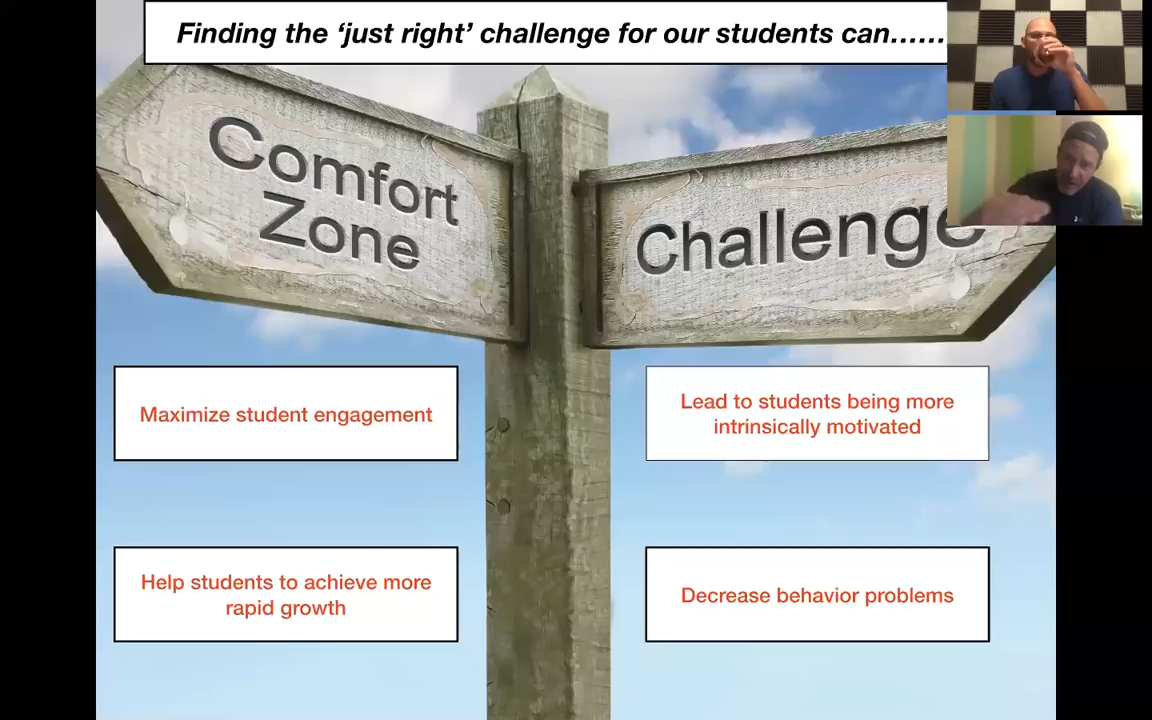 Finding the ‘just right’ challenge for our students can......
Comfort
Zone
Challenge
Maximize student engagement
Lead to students being more
intrinsically motivated
Help students to achieve more
rapid growth
Decrease behavior problems